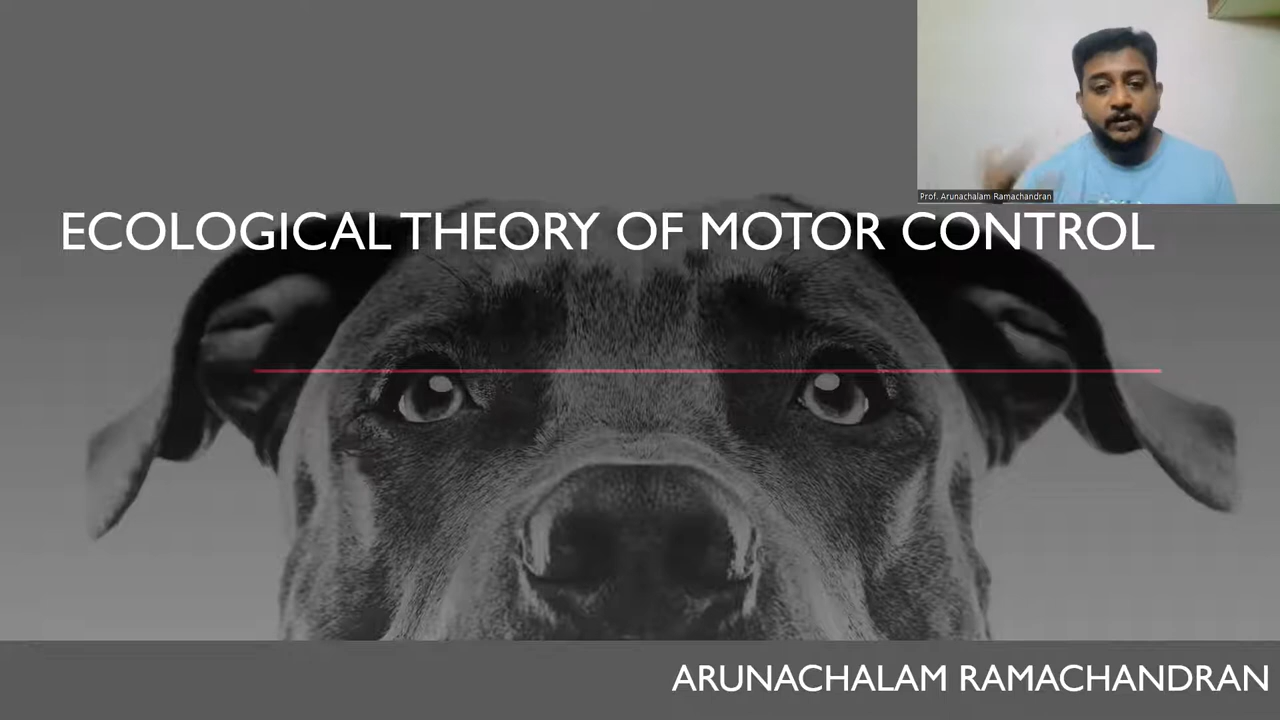 Prof. Arunachalam Ramachandran
ECOLOGICAL THEORY OF MOTOR CONTROL
ARUNACHALAM RAMACHANDRAN